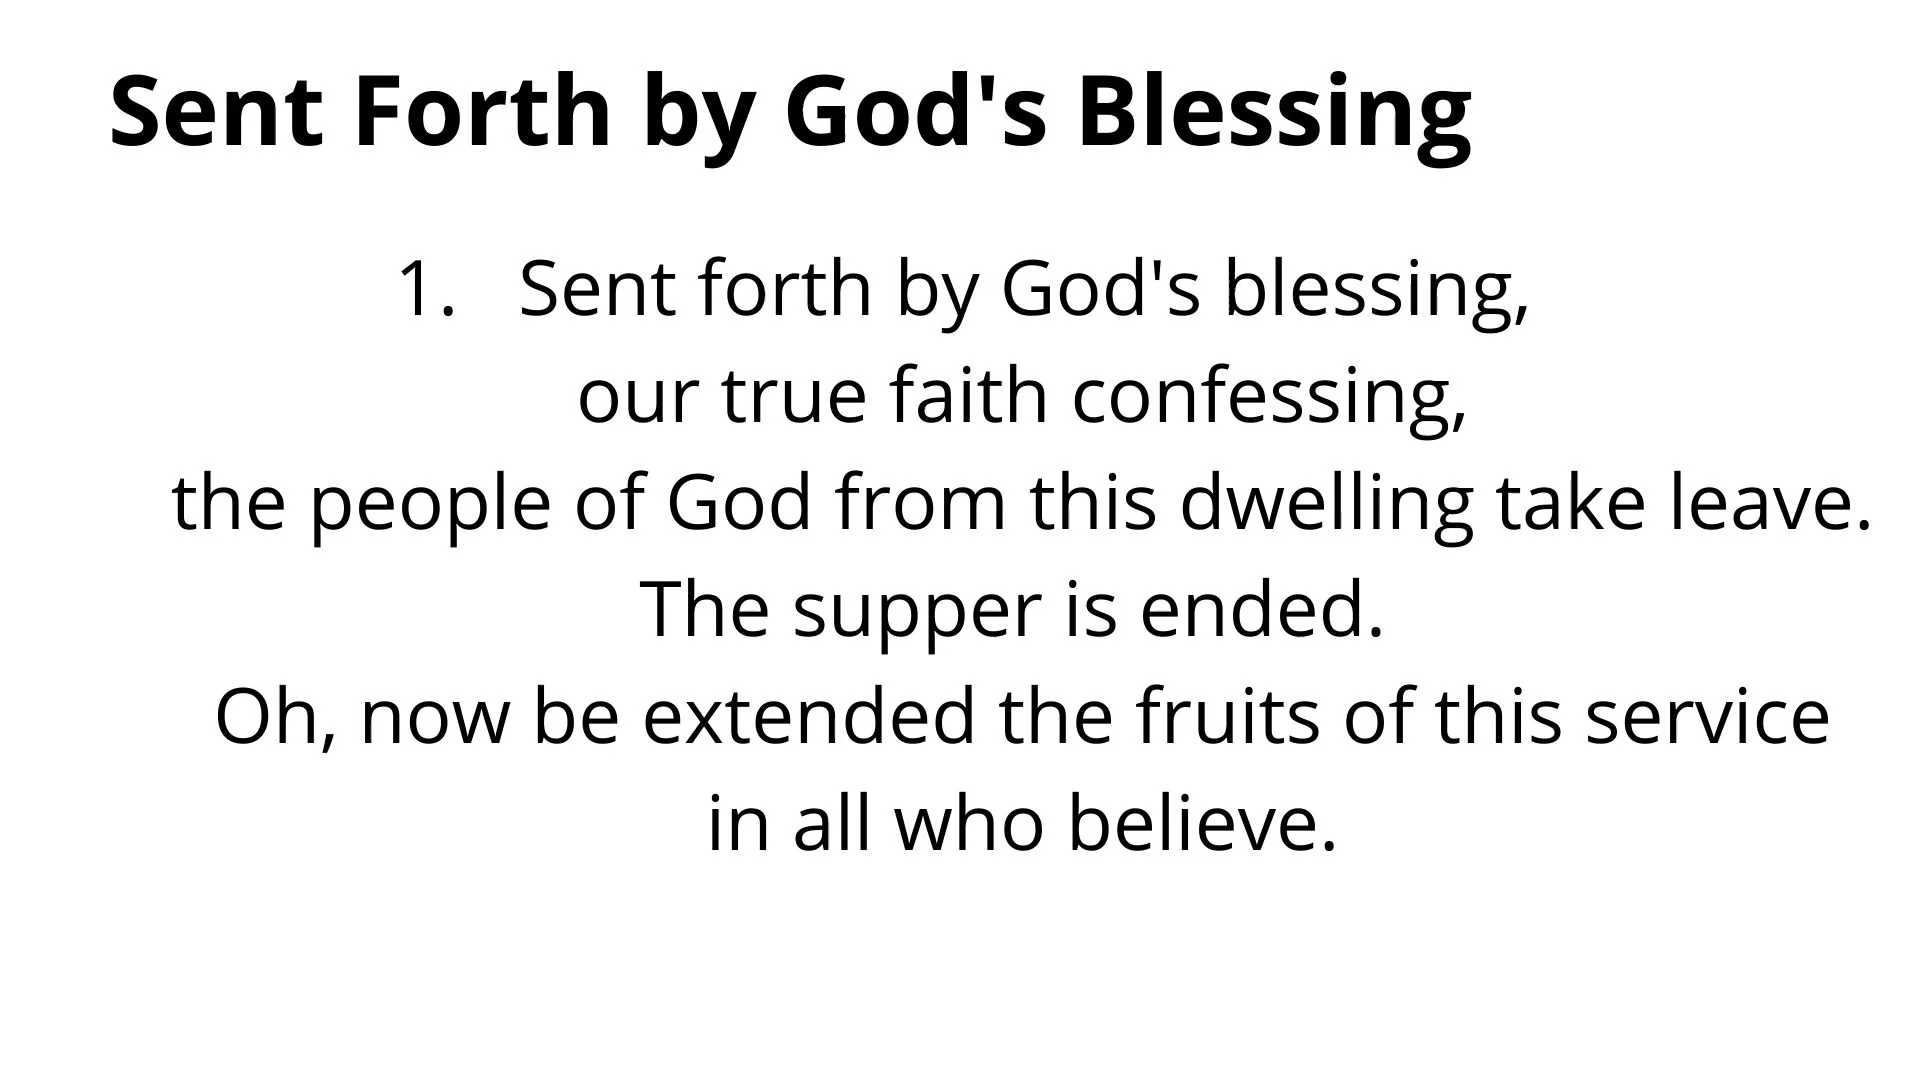 Sent Forth by God's Blessing
1. Sent forth by God's blessing,
our true faith confessing,
the people of God from this dwelling take leave.
The supper is ended.
Oh, now be extended the fruits of this service
in all who believe.